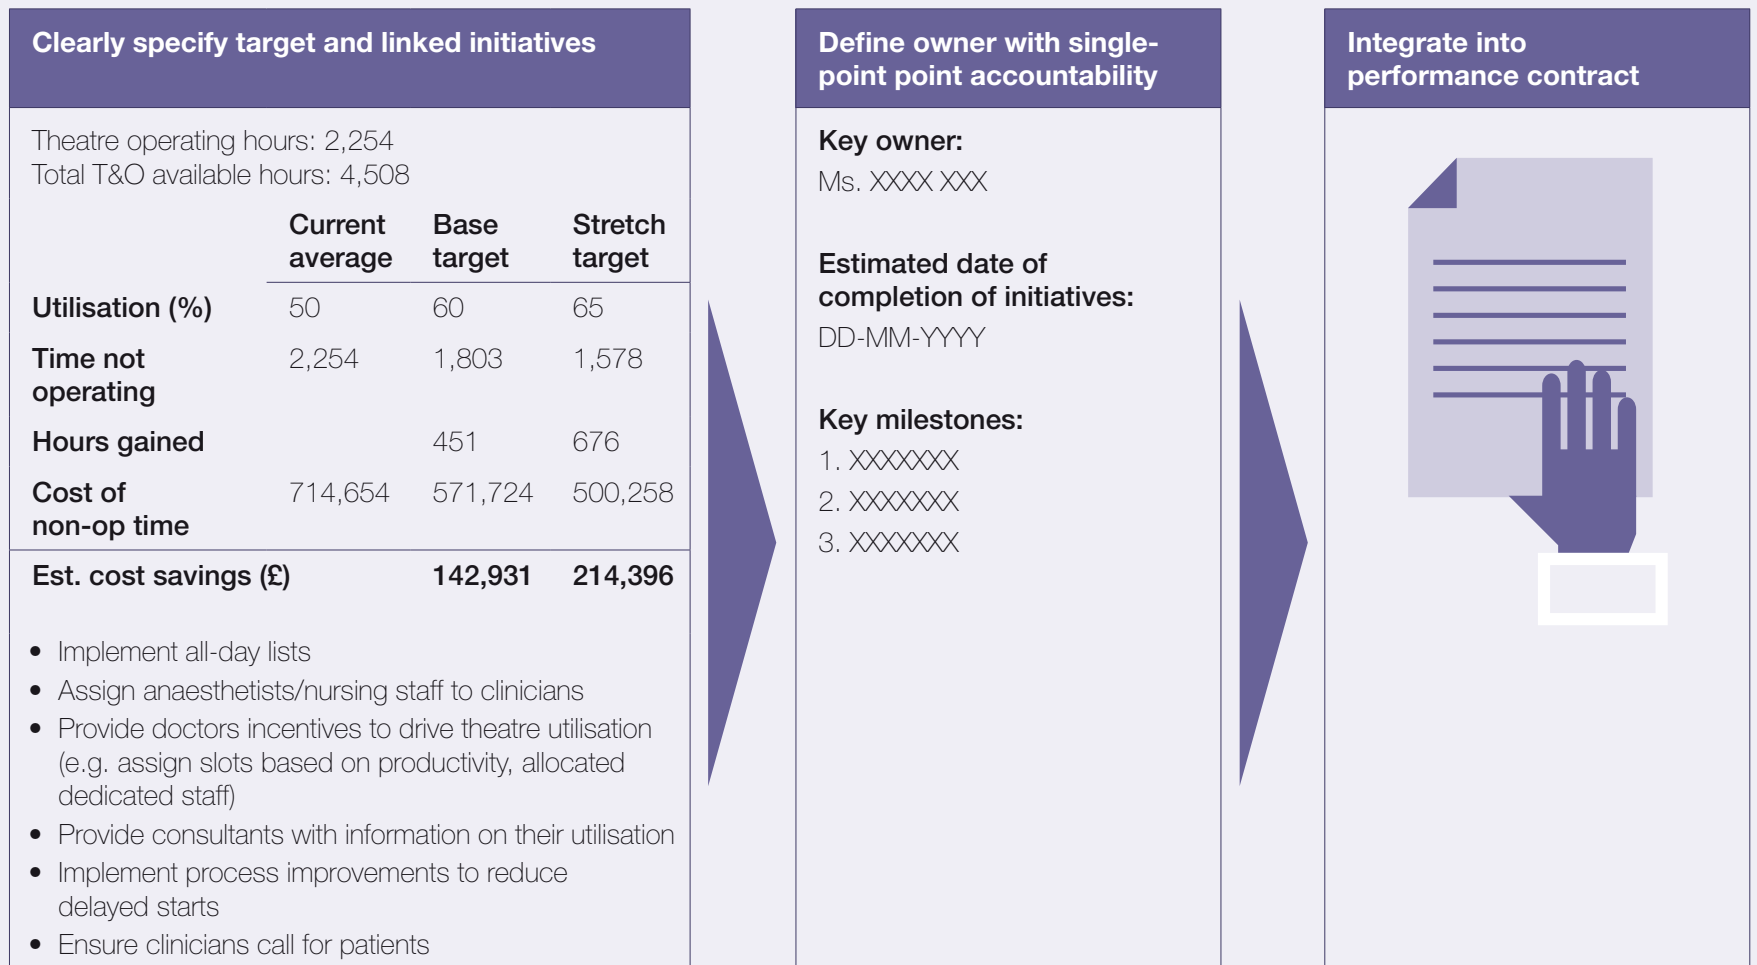 Clearly specify target and linked initiatives
Theatre operating hours: 2,254
Total T&O available hours: 4,508
Current Base Stretch
average target target
Utilisation (%) 50 60 65
Time not 2,254 1,803 1,578
operating
Hours gained 451 676
Cost of 714,654 571,724 500,258
non-op time
Est. cost savings (£) 142,931 214,396
• Implement all-day lists
• Assign anaesthetists/nursing staff to clinicians
• Provide doctors incentives to drive theatre utilisation
(e.g. assign slots based on productivity, allocated
dedicated staff)
• Provide consultants with information on their utilisation
• Implement process improvements to reduce
delayed starts
• Ensure clinicians call for patients
Define owner with single-
point point accountability
Key owner:
Ms. XXXX XXX
Estimated date of
completion of initiatives:
DD-MM-YYYY
Key milestones:
1. XXXXXXX
2. XXXXXXX
3. XXXXXXX
Integrate into
performance contract